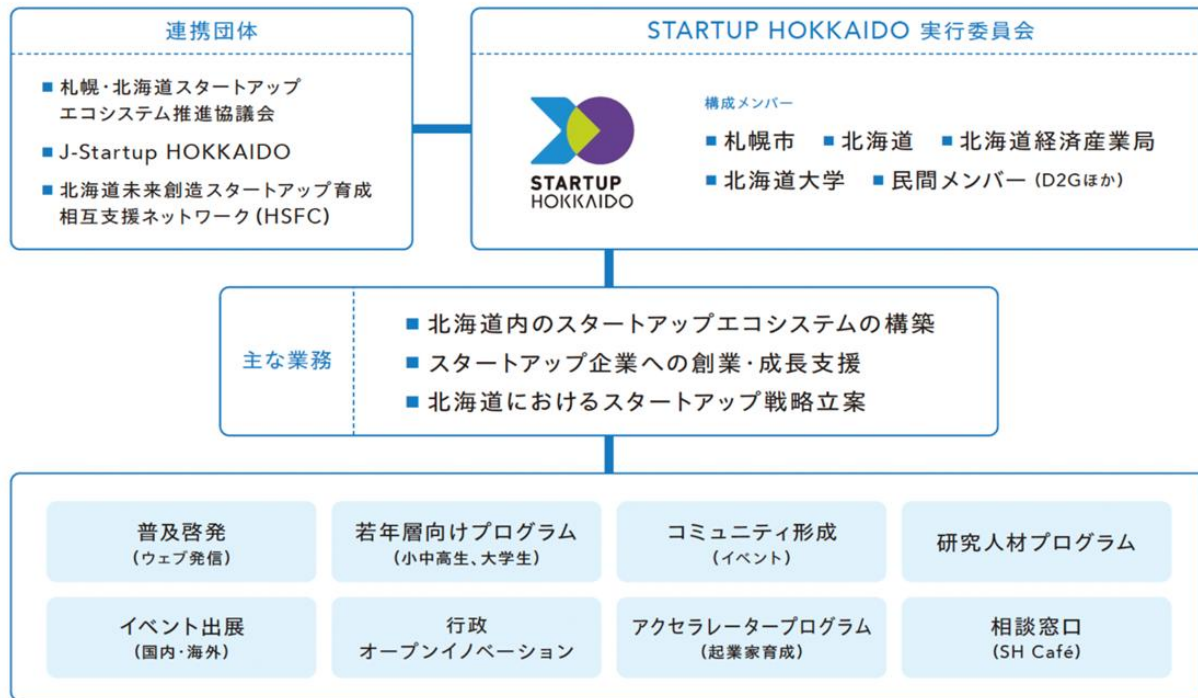 連携団体
■ 札幌・北海道スタートアップ
エコシステム推進協議会
■ J-Startup HOKKAIDO
■ 北海道未来創造スタートアップ育成
相互支援ネットワーク(HSFC)
STARTUP HOKKAIDO 実行委員会
STARTUP
HOKKAIDO
構成メンバー
■ 札幌市 ■ 北海道 ■ 北海道経済産業局
■ 北海道大学 ■ 民間メンバー(D2Gほか)
主な業務
■ 北海道内のスタートアップエコシステムの構築
■ スタートアップ企業への創業・成長支援
■ 北海道におけるスタートアップ戦略立案
普及啓発
(ウェブ発信)
若年層向けプログラム
(小中高生、大学生)
コミュニティ形成
(イベント)
研究人材プログラム
イベント出展
(国内・海外)
行政
オープンイノベーション
アクセラレータープログラム
(起業家育成)
相談窓口
(SH Café)